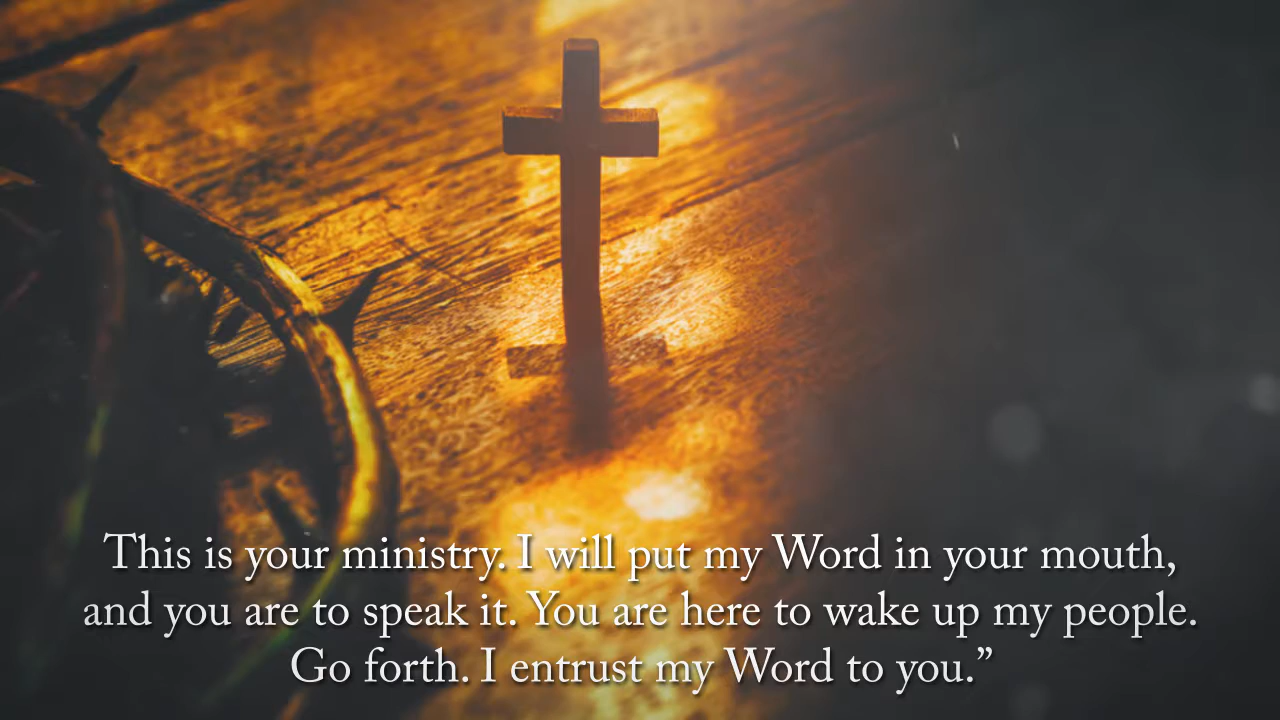 This is your ministry. I will put my Word in your mouth,
and you are to speak it. You are here to wake up my people.
Go forth. I entrust my Word to you.”